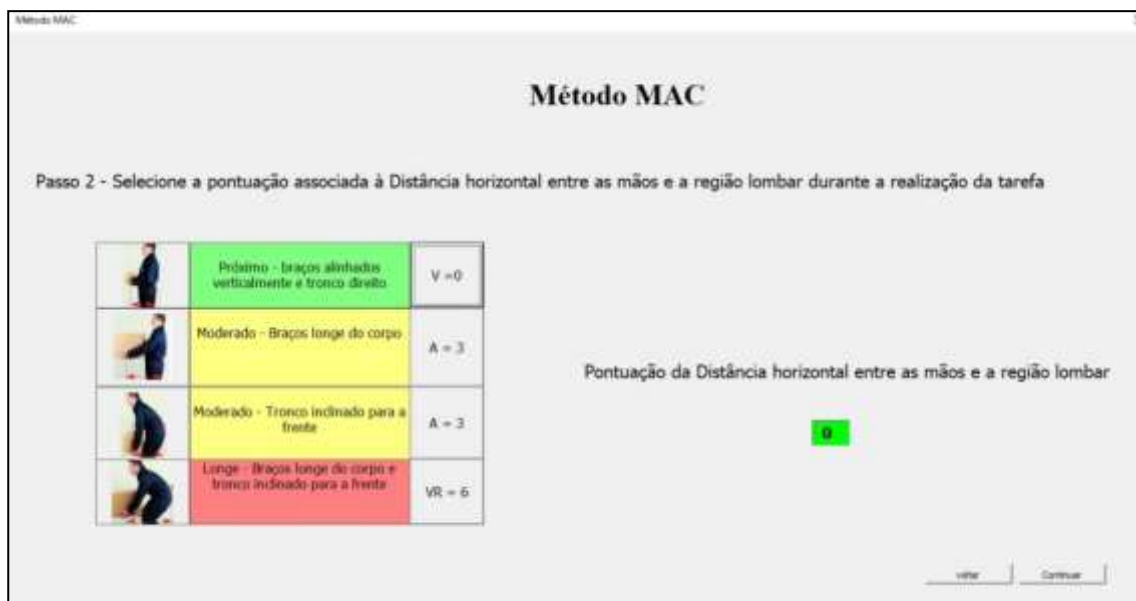 Método MAC
Método MAC
Passo 2 - Selecione a pontuação associada à Distância horizontal entre as mãos e a região lombar durante a realização da tarefa
Próximo - braços alinhados
verticalmente e tronco direito
V =0
Moderado - Braços longe do corpo
A = 3
Moderado - Tronco inclinado para a
frente
A = 3
Longe - Braços longe do corpo e
tronco inclinado para a frente
VR = 6
Pontuação da Distância horizontal entre as mãos e a região lombar
0
voltar
Continuar